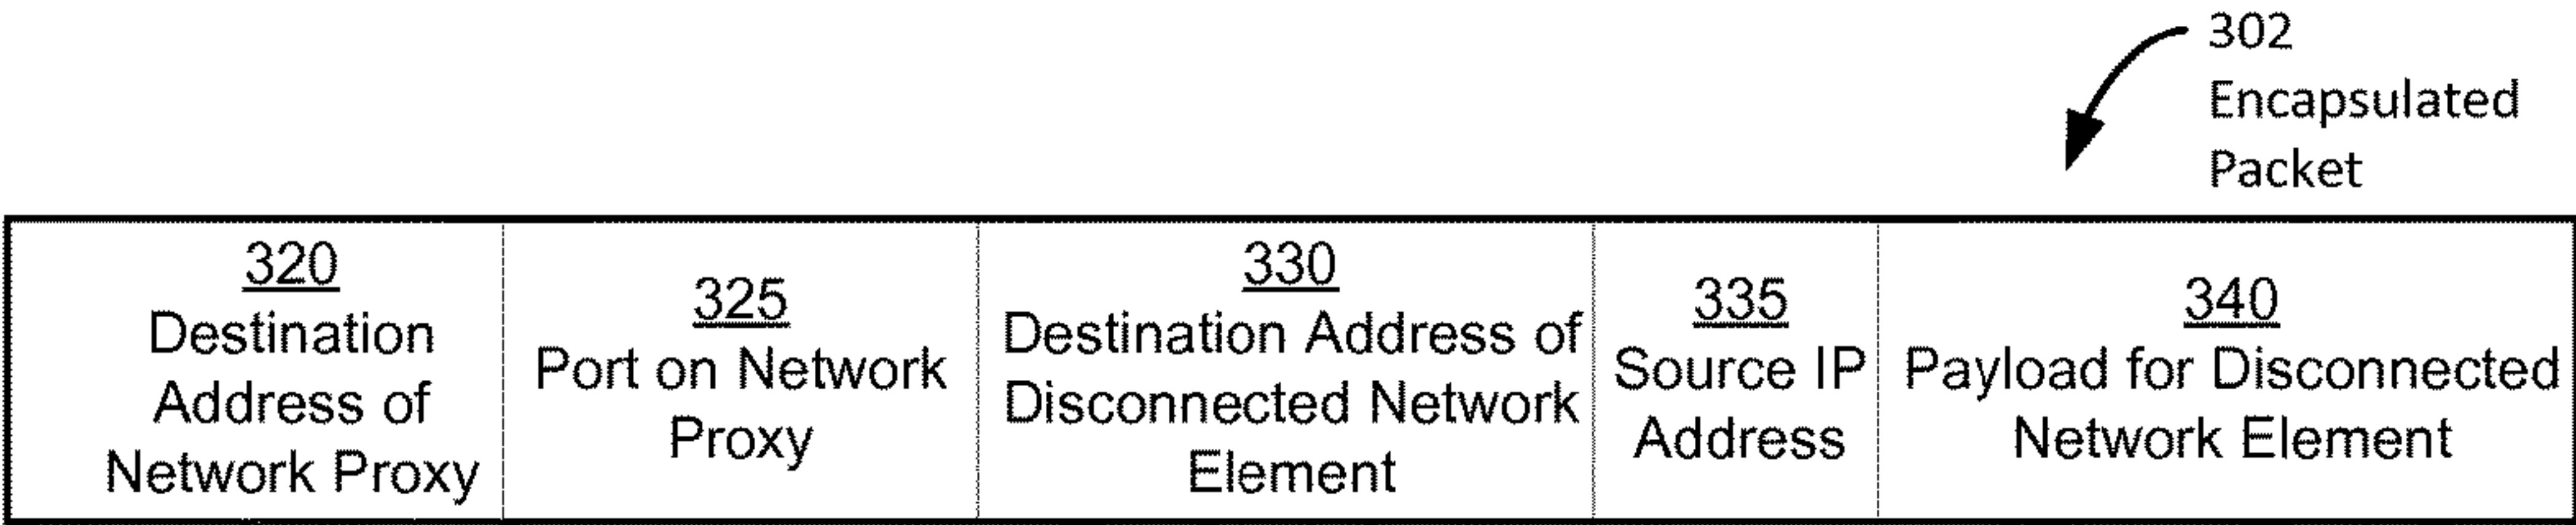 302
Encapsulated
Packet
320
Destination
Address of
Network Proxy
325
Port on Network
Proxy
330
Destination Address of
Disconnected Network
Element
335
Source IP
Address
340
Payload for Disconnected
Network Element